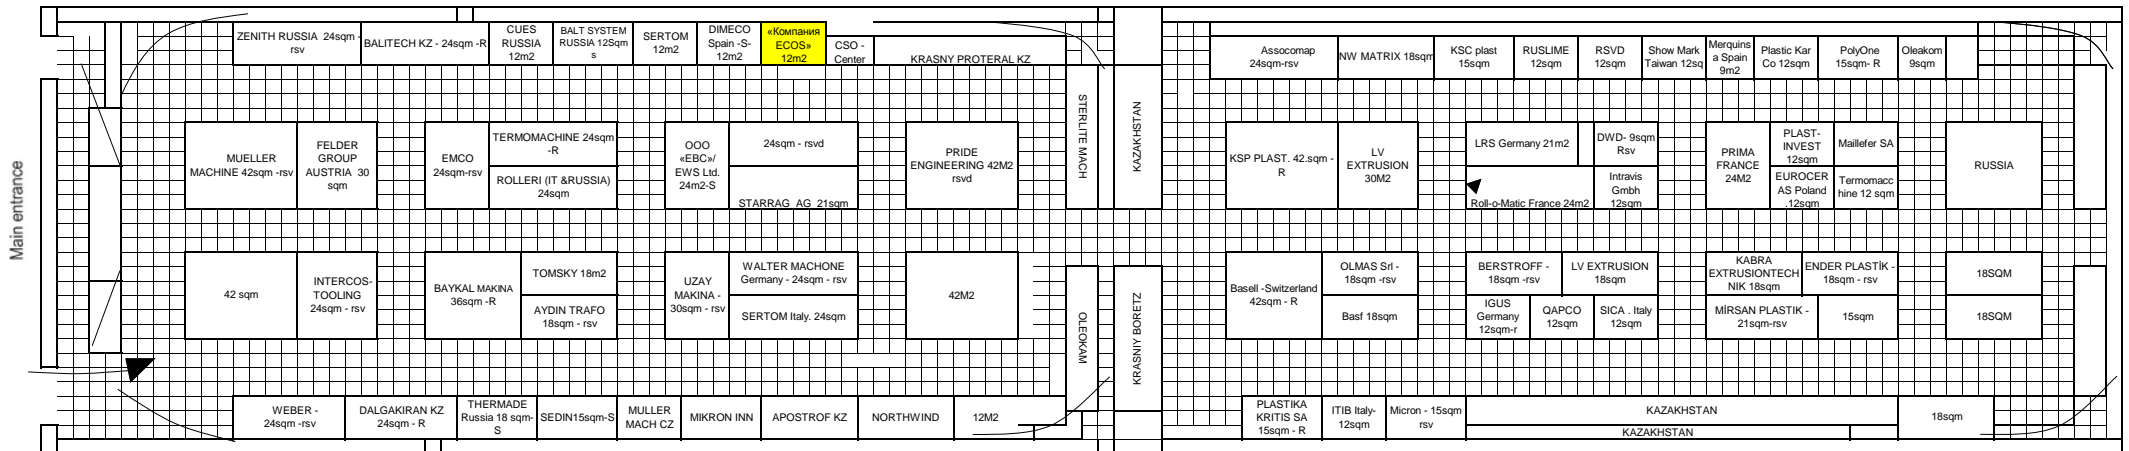 ZENITH RUSSIA 24sqm -
rsv
BALITECH KZ - 24sqm -R
CUES
RUSSIA
12m2
BALT SYSTEM
RUSSIA 12Sqm
s
SERTOM
12m2
DIMECO
Spain -S-
12m2
«Компания
ECOS»
12m2
CSO -
Center
KRASNY PROTERAL KZ
Assocomap
24sqm-rsv
NW MATRIX 18sqm
KSC plast
15sqm
RUSLIME
12sqm
RSVD
12sqm
Show Mark
Taiwan 12sq
Merquins
a Spain
9m2
Plastic Kar
Co 12sqm
PolyOne
15sqm- R
Oleakom
9sqm
STERLITE MACH
KAZAKHSTAN
MUELLER
MACHINE 42sqm -rsv
FELDER
GROUP
AUSTRIA 30
sqm
EMCO
24sqm-rsv
TERMOMACHINE 24sqm
-R
ROLLERI (IT &RUSSIA)
24sqm
OOO
«EBC»/
EWS Ltd.
24m2-S
24sqm - rsvd
STARRAG AG 21sqm
PRIDE
ENGINEERING 42M2
rsvd
KSP PLAST. 42.sqm -
R
LV
EXTRUSION
30M2
LRS Germany 21m2
DWD- 9sqm
Rsv
Roll-o-Matic France 24m2
Intravis
Gmbh
12sqm
PRIMA
FRANCE
24M2
PLAST-
INVEST
12sqm
Maillefer SA
EUROCER
AS Poland
.12sqm
Termomacc
hine 12 sqm
RUSSIA
Main entrance
42 sqm
INTERCOS-
TOOLING
24sqm - rsv
BAYKAL MAKINA
36sqm -R
TOMSKY 18m2
AYDIN TRAFO
18sqm - rsv
UZAY
MAKINA -
30sqm - rsv
WALTER MACHONE
Germany - 24sqm - rsv
SERTOM Italy. 24sqm
42M2
OLEOKAM
KRASNIY BORETZ
Basell -Switzerland
42sqm - R
OLMAS Srl -
18sqm -rsv
Basf 18sqm
BERSTROFF -
18sqm -rsv
LV EXTRUSION
18sqm
IGUS
Germany
12sqm-r
QAPCO
12sqm
SICA . Italy
12sqm
KABRA
EXTRUSIONTECH
NIK 18sqm
ENDER PLASTİK -
18sqm - rsv
MİRSAN PLASTIK -
21sqm-rsv
15sqm
18SQM
18SQM
WEBER -
24sqm -rsv
DALGAKIRAN KZ
24sqm - R
THERMADE
Russia 18 sqm-
S
SEDIN15sqm-S
MULLER
MACH CZ
MIKRON INN
APOSTROF KZ
NORTHWIND
12M2
PLASTIKA
KRITIS SA
15sqm - R
ITIB Italy-
12sqm
Micron - 15sqm
rsv
KAZAKHSTAN
KAZAKHSTAN
18sqm